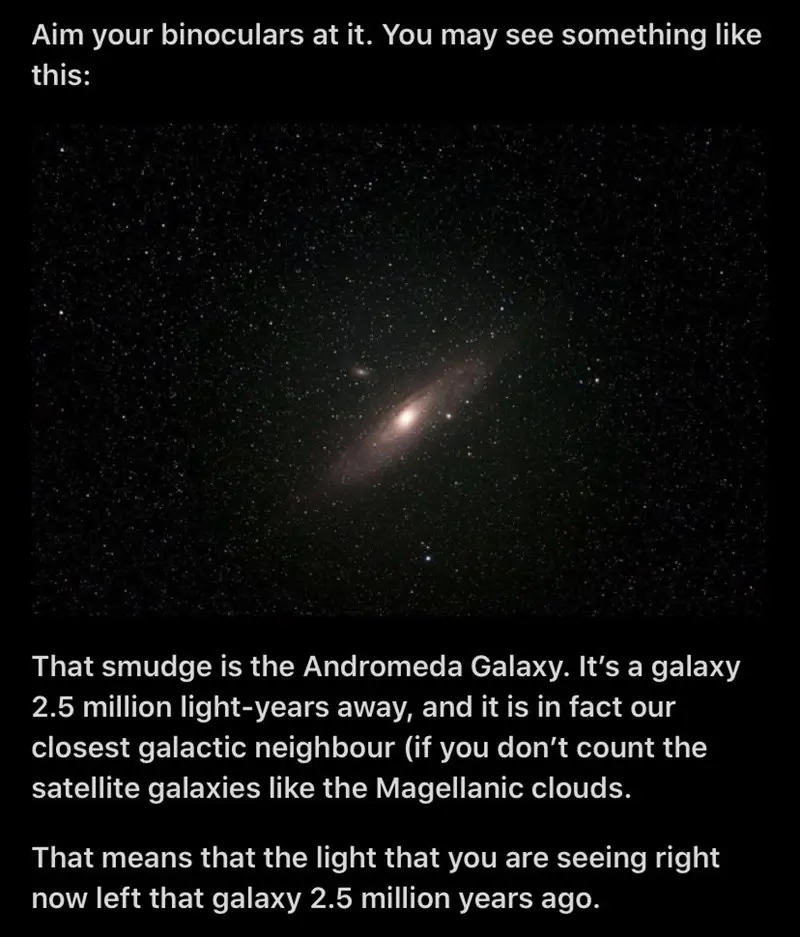 Aim your binoculars at it. You may see something like
this:
That smudge is the Andromeda Galaxy. It’s a galaxy
2.5 million light-years away, and it is in fact our
closest galactic neighbour (if you don’t count the
satellite galaxies like the Magellanic clouds.
That means that the light that you are seeing right
now left that galaxy 2.5 million years ago.